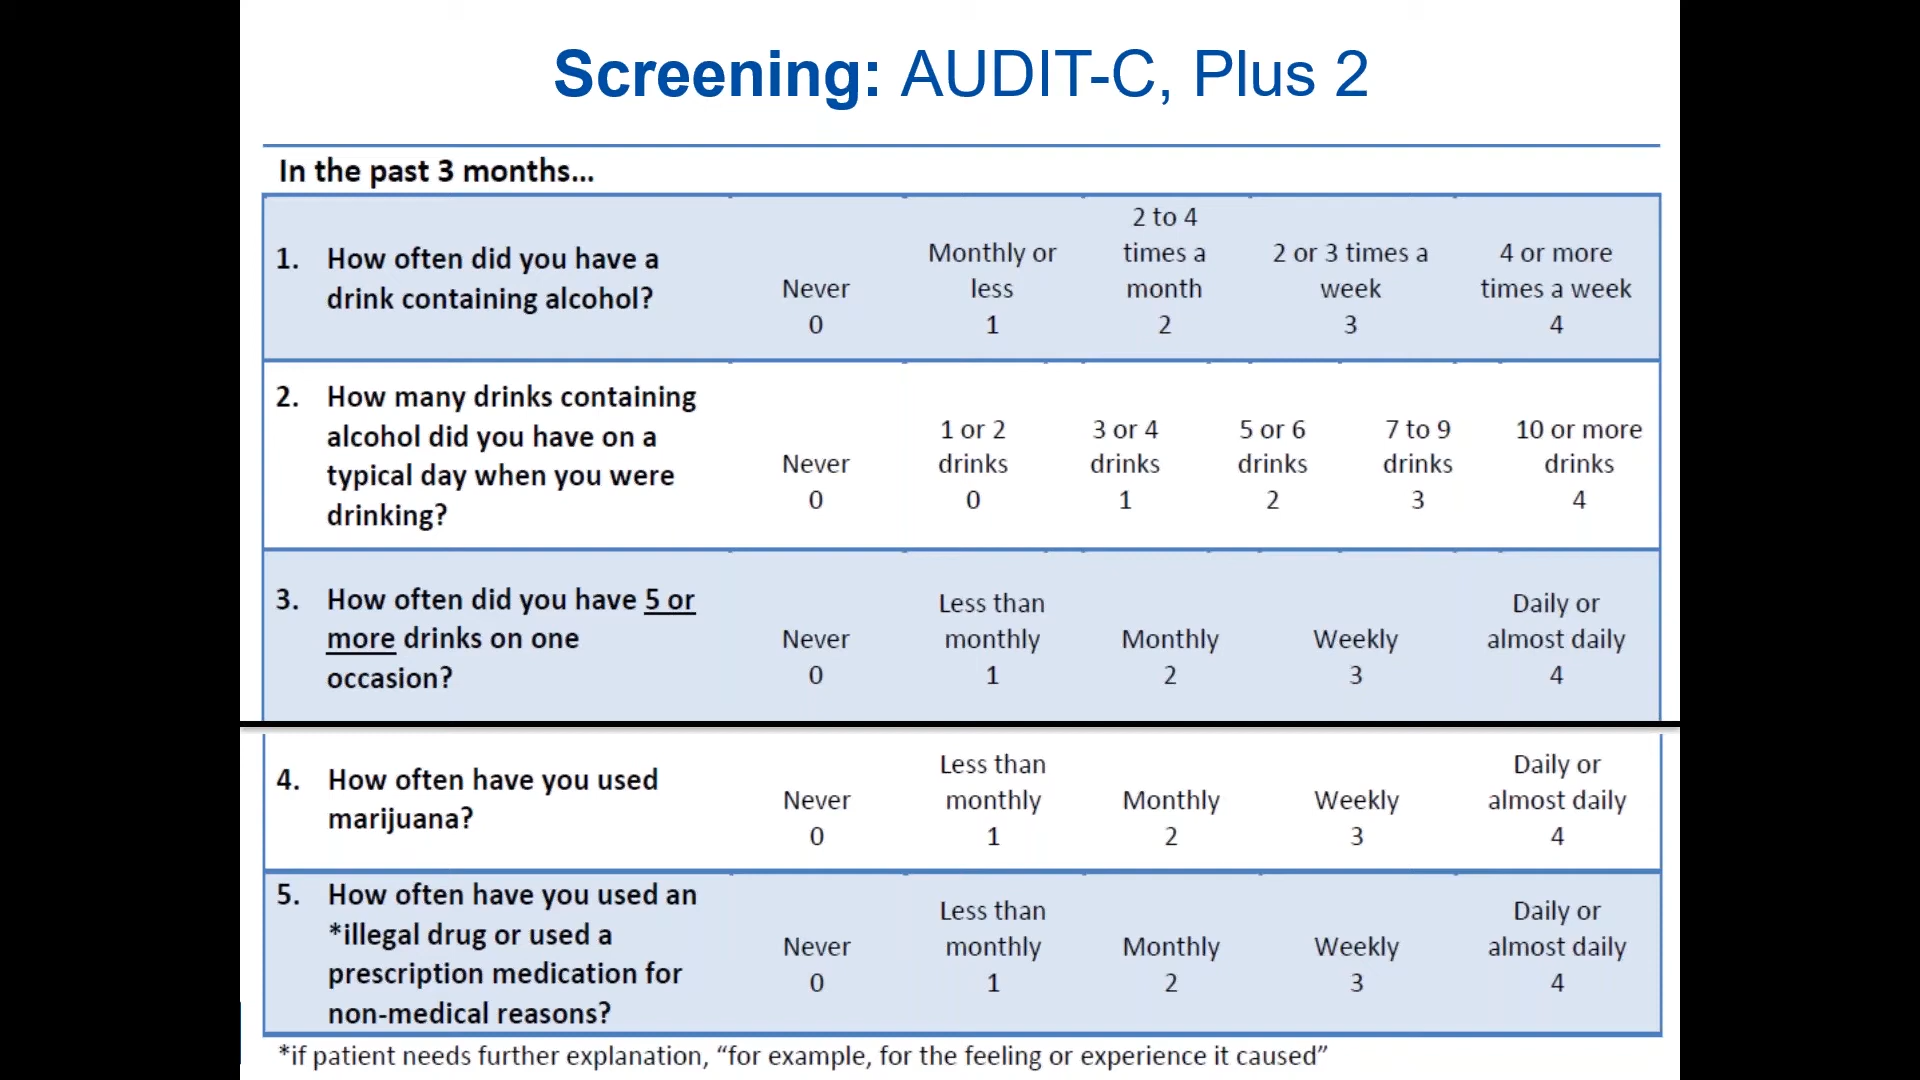 Screening: AUDIT-C, Plus 2
In the past 3 months...
1. How often did you have a
drink containing alcohol?
Never
0
Monthly or
less
1
2 to 4
times a
month
2
2 or 3 times a
week
3
4 or more
times a week
4
2. How many drinks containing
alcohol did you have on a
typical day when you were
drinking?
Never
0
1 or 2
drinks
0
3 or 4
drinks
1
5 or 6
drinks
2
7 to 9
drinks
3
10 or more
drinks
4
3. How often did you have 5 or
more drinks on one
occasion?
Never
0
Less than
monthly
1
Monthly
2
Weekly
3
Daily or
almost daily
4
4. How often have you used
marijuana?
Never
0
Less than
monthly
1
Monthly
2
Weekly
3
Daily or
almost daily
4
5. How often have you used an
*illegal drug or used a
prescription medication for
non-medical reasons?
Never
0
Less than
monthly
1
Monthly
2
Weekly
3
Daily or
almost daily
4
*if patient needs further explanation, “for example, for the feeling or experience it caused”